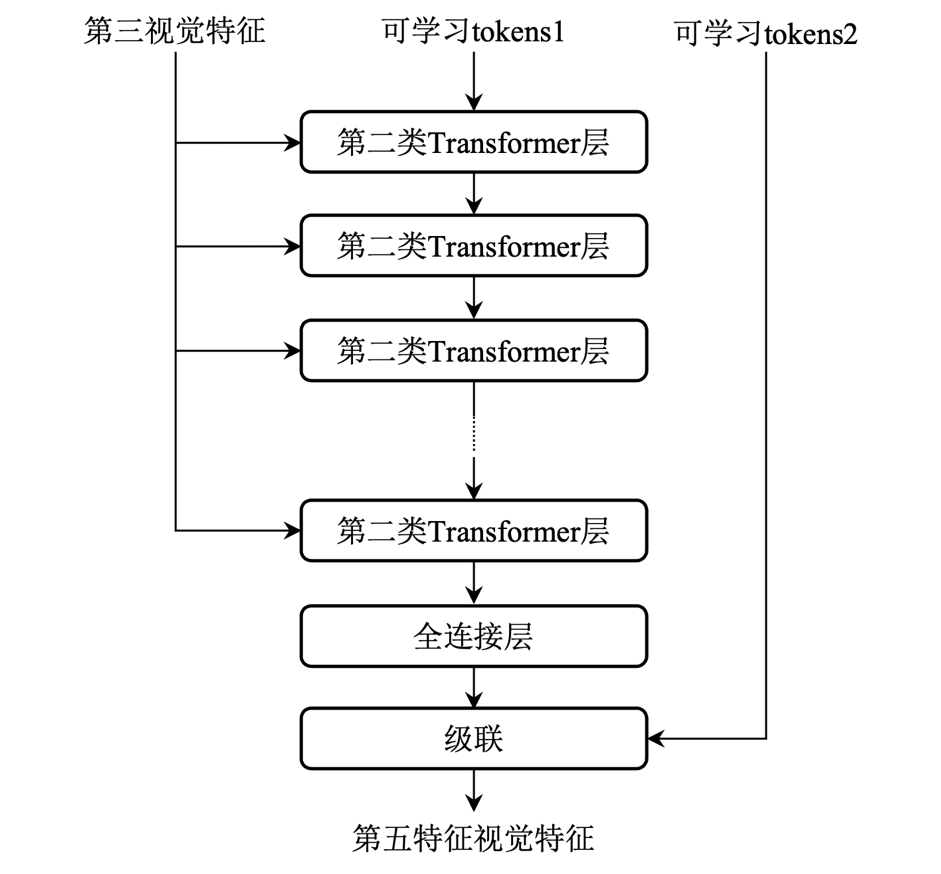 第三视觉特征
可学习tokens1
可学习tokens2
第二类Transformer层
第二类Transformer层
第二类Transformer层
第二类Transformer层
全连接层
级联
第五特征视觉特征